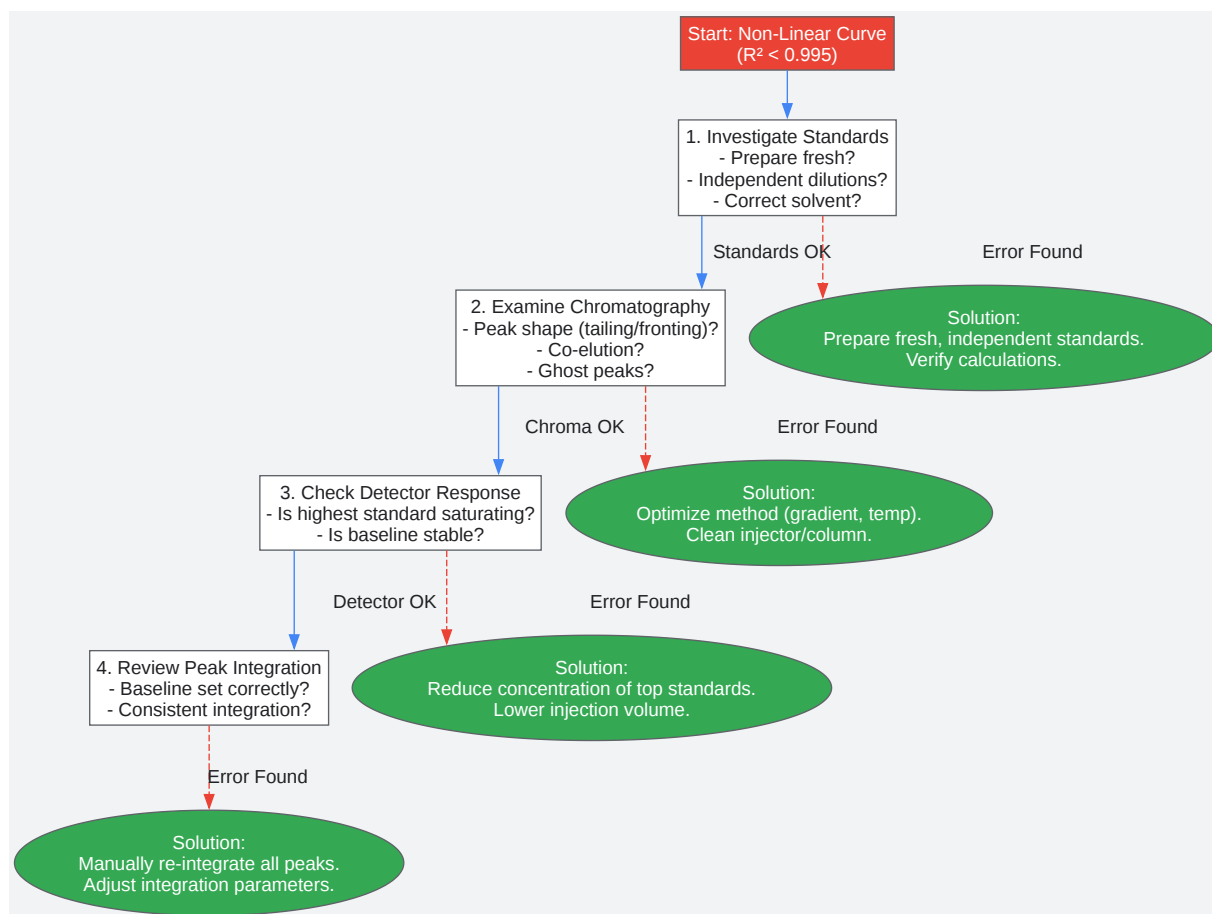 Start: Non-Linear Curve
(R² < 0.995)
1. Investigate Standards
- Prepare fresh?
- Independent dilutions?
- Correct solvent?
Standards OK
Error Found
Solution:
Prepare fresh, independent standards.
Verify calculations.
2. Examine Chromatography
- Peak shape (tailing/fronting)?
- Co-elution?
- Ghost peaks?
Chroma OK
Error Found
Solution:
Optimize method (gradient, temp).
Clean injector/column.
3. Check Detector Response
- Is highest standard saturating?
- Is baseline stable?
Detector OK
Error Found
Solution:
Reduce concentration of top standards.
Lower injection volume.
4. Review Peak Integration
- Baseline set correctly?
- Consistent integration?
Error Found
Solution:
Manually re-integrate all peaks.
Adjust integration parameters.